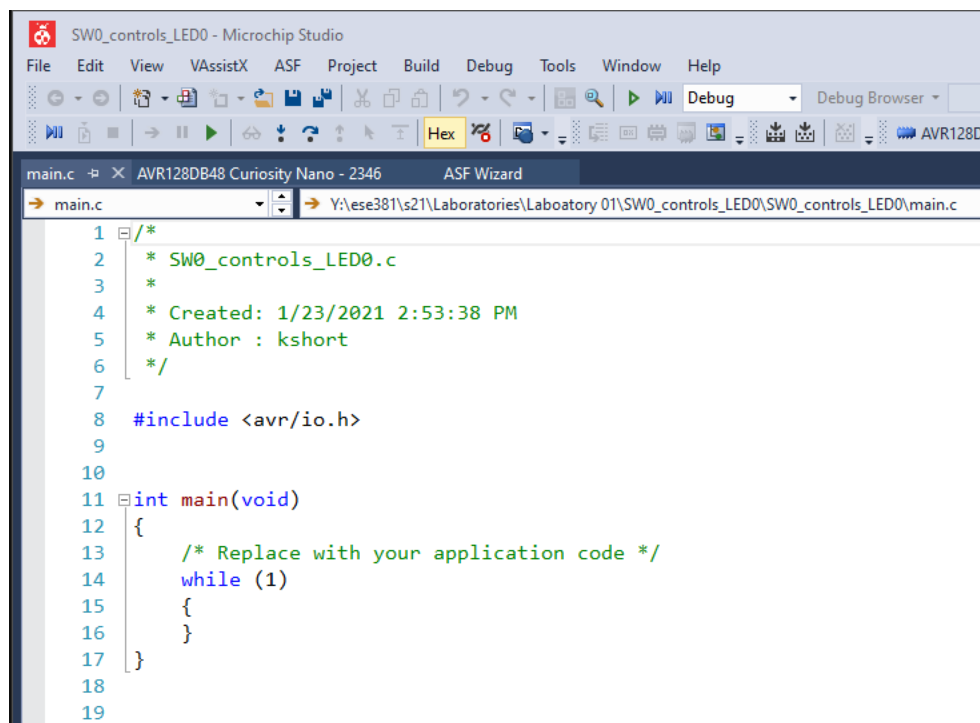 SW0_controls_LED0 - Microchip Studio
File Edit View VAssistX ASF Project Build Debug Tools Window Help
Debug Debug Browser
Hex AVR128D
main.c AVR128DB48 Curiosity Nano - 2346 ASF Wizard
main.c Y:\ese381\s21\Laboratories\Laboatory 01\SW0_controls_LED0\SW0_controls_LED0\main.c
1 /*
2 * SW0_controls_LED0.c
3 *
4 * Created: 1/23/2021 2:53:38 PM
5 * Author : kshort
6 */
7
8 #include <avr/io.h>
9
10
11 int main(void)
12 {
13 /* Replace with your application code */
14 while (1)
15 {
16 }
17 }
18
19